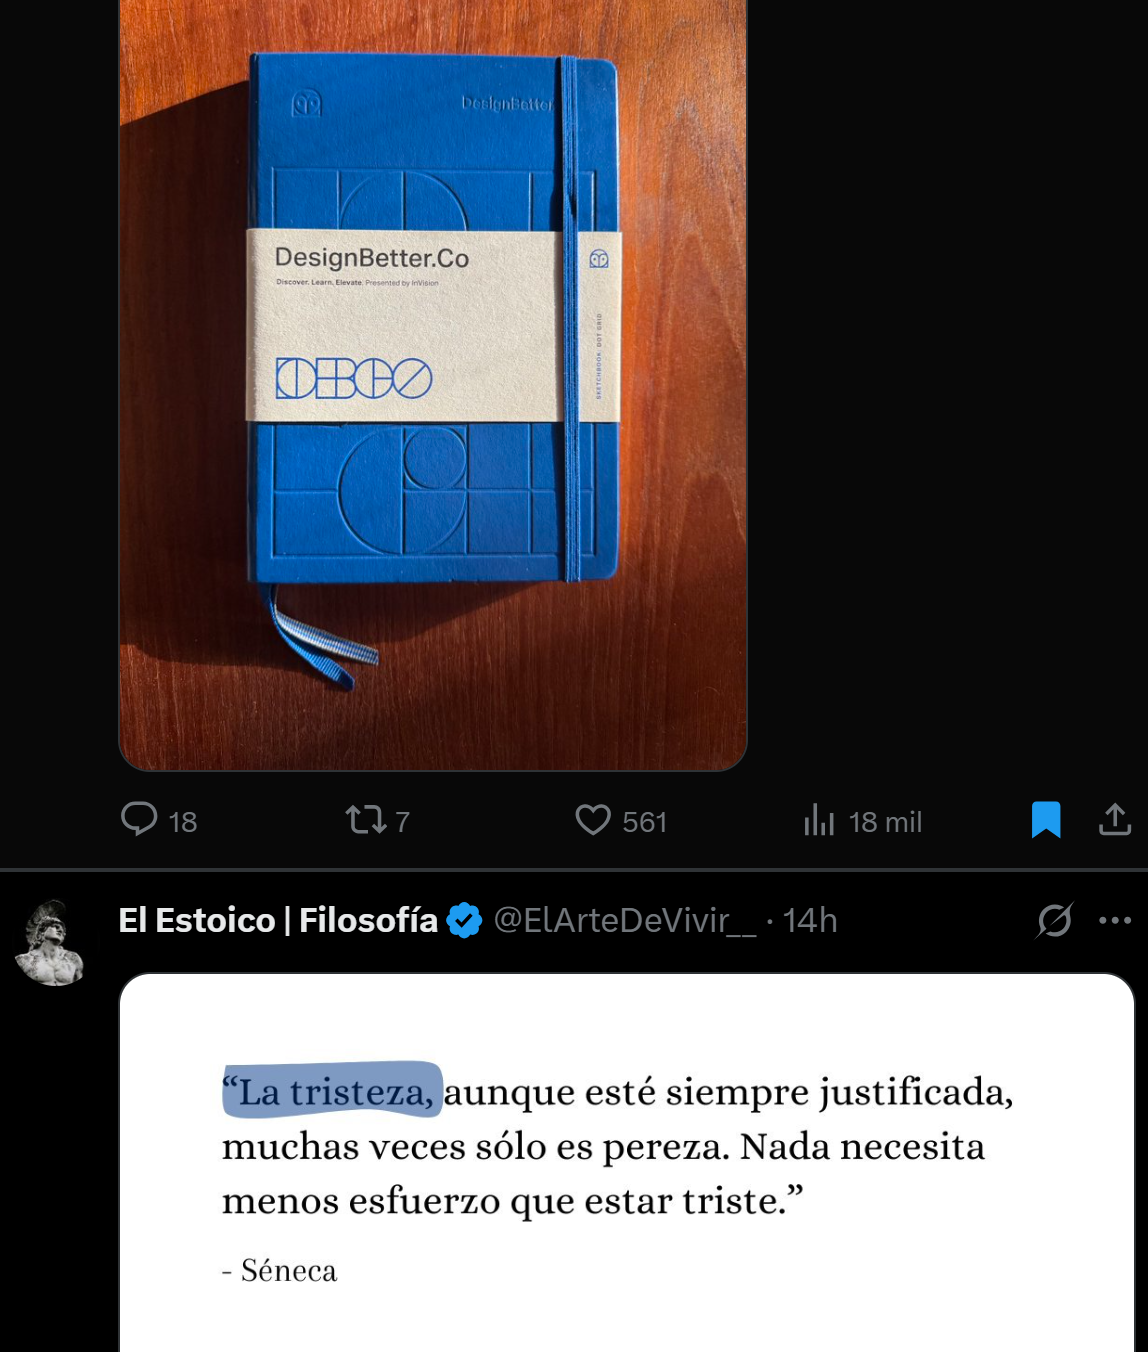 DesignBetter
DesignBetter.Co
Discover. Learn. Elevate. Presented by InVision
DBCO
SKETCHBOOK. DOT GRID
18
7
561
18 mil
El Estoico | Filosofía @ElArteDeVivir__ · 14h
“La tristeza, aunque esté siempre justificada,
muchas veces sólo es pereza. Nada necesita
menos esfuerzo que estar triste.”
- Séneca